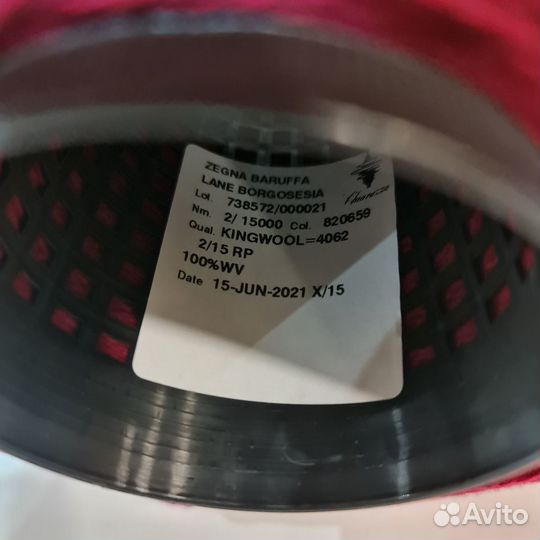 ZEGNA BARUFFA
LANE BORGOSESIA
Lot. 738572/000021
Nm. 2/ 15000 Col. 820659
Qual. KINGWOOL=4062
2/15 RP
100%WV
Date 15-JUN-2021 X/15
Avito